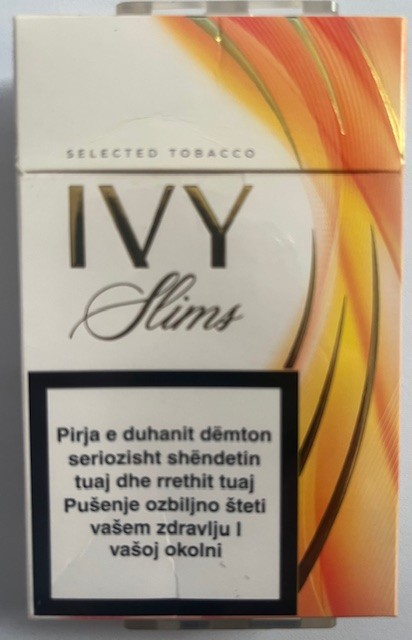 SELECTED TOBACCO
IVY
Slims
Pirja e duhanit dëmton
seriozisht shëndetin
tuaj dhe rrethit tuaj
Pušenje ozbiljno šteti
vašem zdravlju I
vašoj okolni